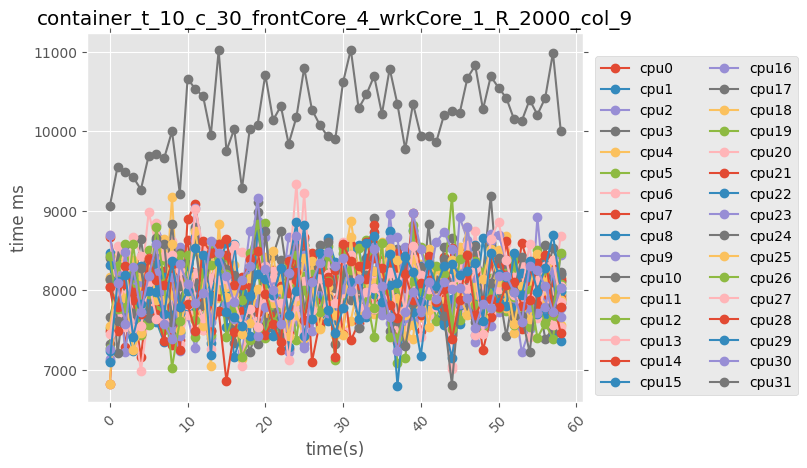 container_t_10_c_30_frontCore_4_wrkCore_1_R_2000_col_9
11000
10000
9000
8000
7000
time ms
0
10
20
30
40
50
60
time(s)
cpu0
cpu1
cpu2
cpu3
cpu4
cpu5
cpu6
cpu7
cpu8
cpu9
cpu10
cpu11
cpu12
cpu13
cpu14
cpu15
cpu16
cpu17
cpu18
cpu19
cpu20
cpu21
cpu22
cpu23
cpu24
cpu25
cpu26
cpu27
cpu28
cpu29
cpu30
cpu31